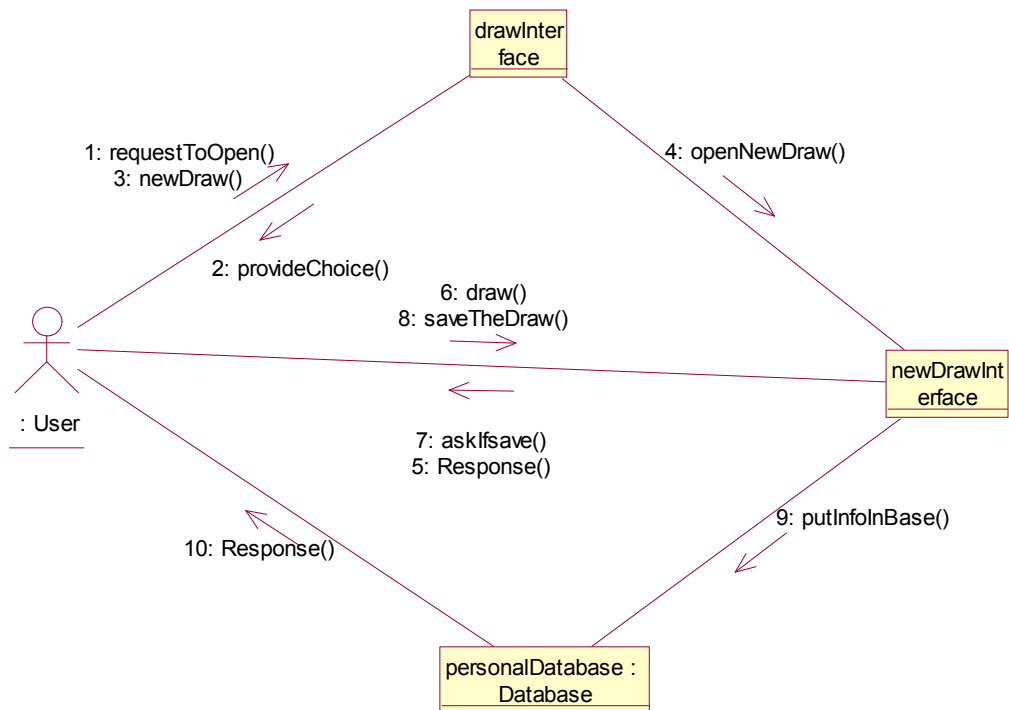 drawInter
face
1: requestToOpen()
3: newDraw()
4: openNewDraw()
2: provideChoice()
6: draw()
8: saveTheDraw()
newDrawInt
erface
: User
7: askIfsave()
5: Response()
9: putInfoInBase()
10: Response()
personalDatabase :
Database